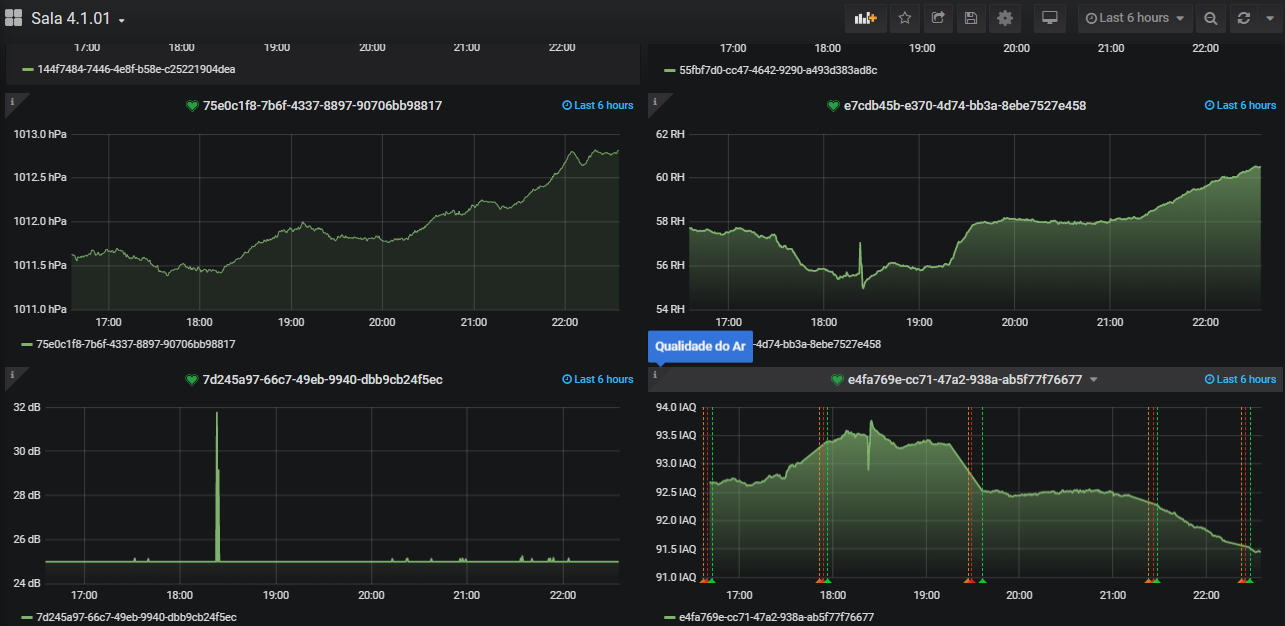 Sala 4.1.01
Last 6 hours
17:00 18:00 19:00 20:00 21:00 22:00
144f7484-7446-4e8f-b58e-c25221904dea
17:00 18:00 19:00 20:00 21:00 22:00
55fbf7d0-cc47-4642-9290-a493d383ad8c
i
75e0c1f8-7b6f-4337-8897-90706bb98817
Last 6 hours
1013.0 hPa
1012.5 hPa
1012.0 hPa
1011.5 hPa
1011.0 hPa
17:00 18:00 19:00 20:00 21:00 22:00
75e0c1f8-7b6f-4337-8897-90706bb98817
i
e7cdb45b-e370-4d74-bb3a-8ebe7527e458
Last 6 hours
62 RH
60 RH
58 RH
56 RH
54 RH
17:00 18:00 19:00 20:00 21:00 22:00
Qualidade do Ar
-4d74-bb3a-8ebe7527e458
i
7d245a97-66c7-49eb-9940-dbb9cb24f5ec
Last 6 hours
32 dB
30 dB
28 dB
26 dB
24 dB
17:00 18:00 19:00 20:00 21:00 22:00
7d245a97-66c7-49eb-9940-dbb9cb24f5ec
i
e4fa769e-cc71-47a2-938a-ab5f77f76677
Last 6 hours
94.0 IAQ
93.5 IAQ
93.0 IAQ
92.5 IAQ
92.0 IAQ
91.5 IAQ
91.0 IAQ
17:00 18:00 19:00 20:00 21:00 22:00
e4fa769e-cc71-47a2-938a-ab5f77f76677